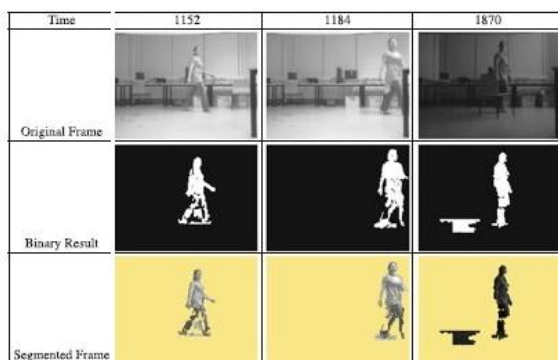 Time 1152 1184 1870
Original Frame
Binary Result
Segmented Frame